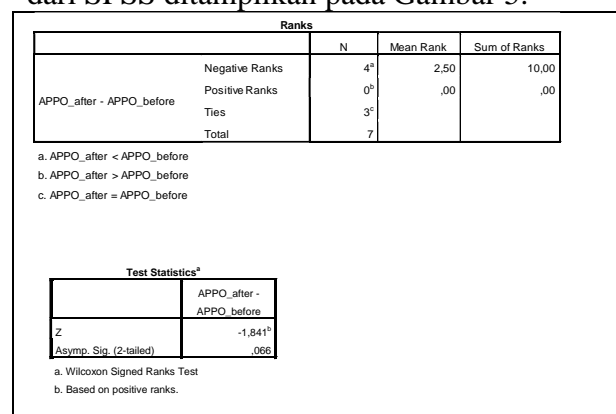 dari SPSS ditampilkan pada Gambar 5.
Ranks
N Mean Rank Sum of Ranks
APPO_after - APPO_before Negative Ranks 4a 2,50 10,00
Positive Ranks 0b ,00 ,00
Ties 3c
Total 7
a. APPO_after < APPO_before
b. APPO_after > APPO_before
c. APPO_after = APPO_before
Test Statisticsa
APPO_after -
APPO_before
Z -1,841b
Asymp. Sig. (2-tailed) ,066
a. Wilcoxon Signed Ranks Test
b. Based on positive ranks.